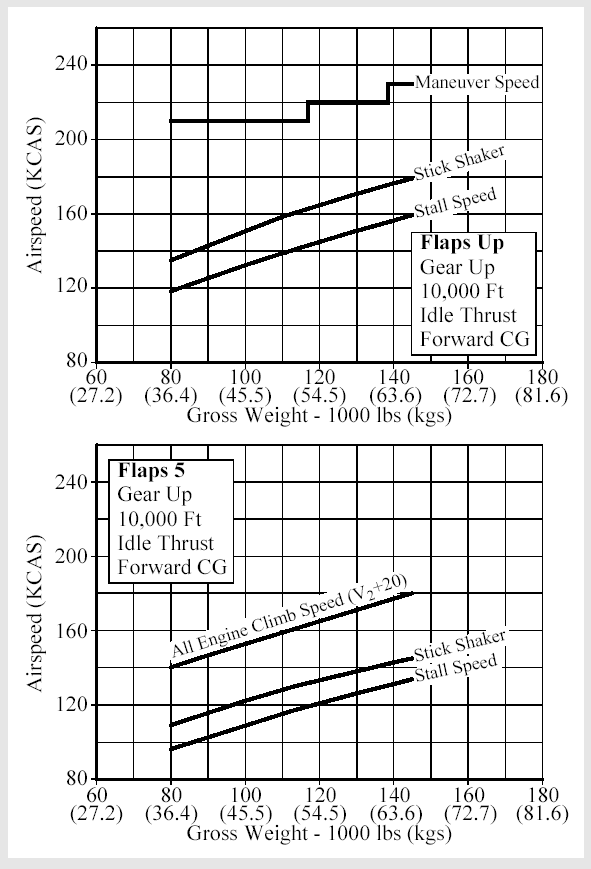 240
200
160
120
80
Airspeed (KCAS)
Maneuver Speed
Stick Shaker
Stall Speed
Flaps Up
Gear Up
10,000 Ft
Idle Thrust
Forward CG
60 80 100 120 140 160 180
(27.2) (36.4) (45.5) (54.5) (63.6) (72.7) (81.6)
Gross Weight - 1000 lbs (kgs)
240
200
160
120
80
Airspeed (KCAS)
Flaps 5
Gear Up
10,000 Ft
Idle Thrust
Forward CG
All Engine Climb Speed (V2+20)
Stick Shaker
Stall Speed
60 80 100 120 140 160 180
(27.2) (36.4) (45.5) (54.5) (63.6) (72.7) (81.6)
Gross Weight - 1000 lbs (kgs)